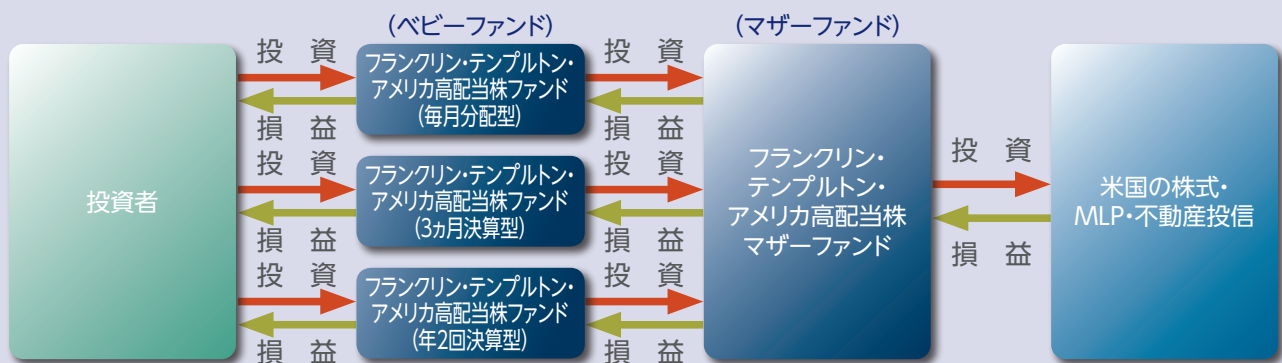 (ベビーファンド)
(マザーファンド)
投資者
投 資
損 益
投 資
損 益
投 資
損 益
フランクリン・テンプルトン・
アメリカ高配当株ファンド
(毎月分配型)
フランクリン・テンプルトン・
アメリカ高配当株ファンド
(3ヵ月決算型)
フランクリン・テンプルトン・
アメリカ高配当株ファンド
(年2回決算型)
投 資
損 益
投 資
損 益
投 資
損 益
フランクリン・
テンプルトン・
アメリカ高配当株
マザーファンド
投 資
損 益
米国の株式・
MLP・不動産投信